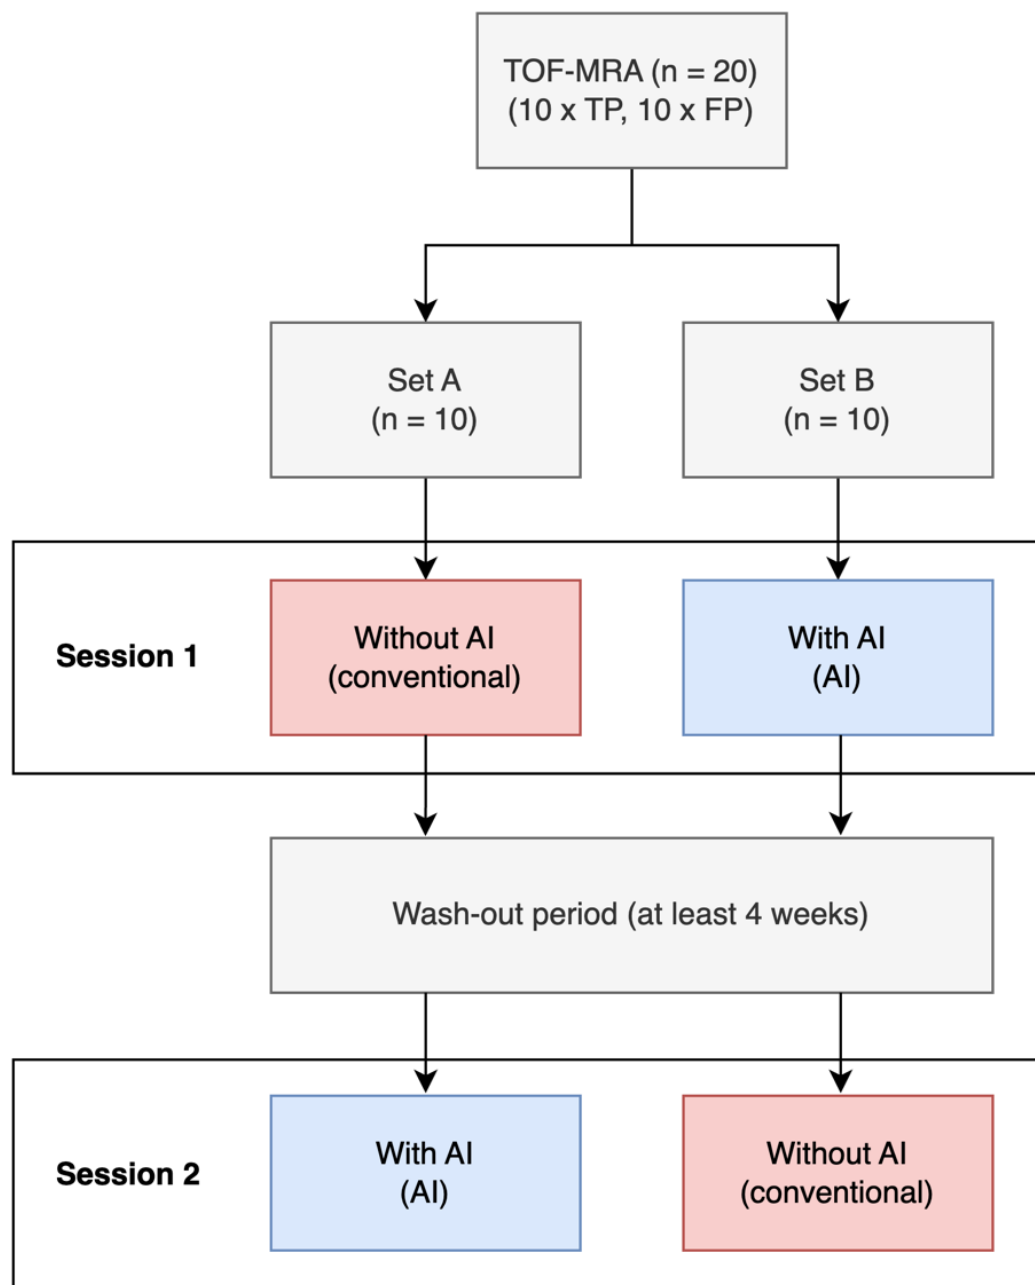 TOF-MRA (n = 20)
(10 x TP, 10 x FP)
Set A
(n = 10)
Set B
(n = 10)
Session 1
Without AI
(conventional)
With AI
(AI)
Wash-out period (at least 4 weeks)
Session 2
With AI
(AI)
Without AI
(conventional)